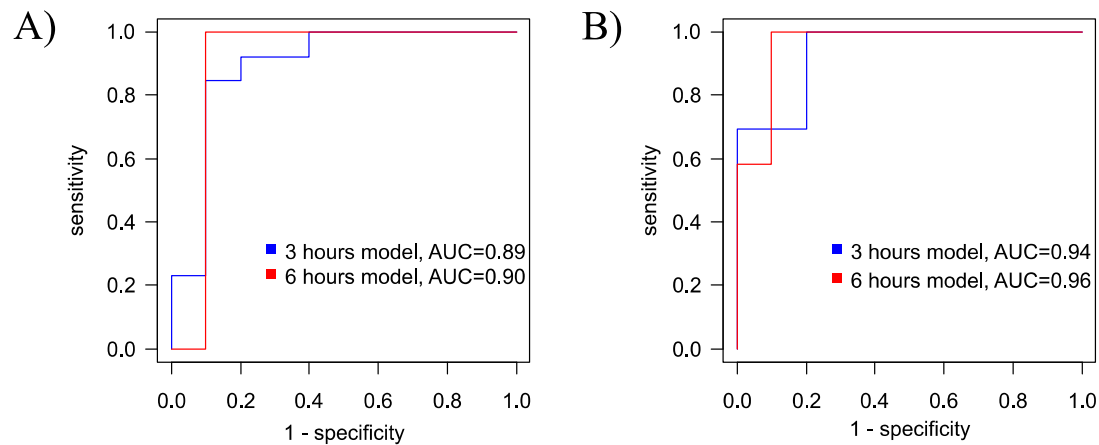 A)
1.0
0.8
0.6
0.4
0.2
0.0
sensitivity
3 hours model, AUC=0.89
6 hours model, AUC=0.90
0.0 0.2 0.4 0.6 0.8 1.0
1 - specificity
B)
1.0
0.8
0.6
0.4
0.2
0.0
sensitivity
3 hours model, AUC=0.94
6 hours model, AUC=0.96
0.0 0.2 0.4 0.6 0.8 1.0
1 - specificity